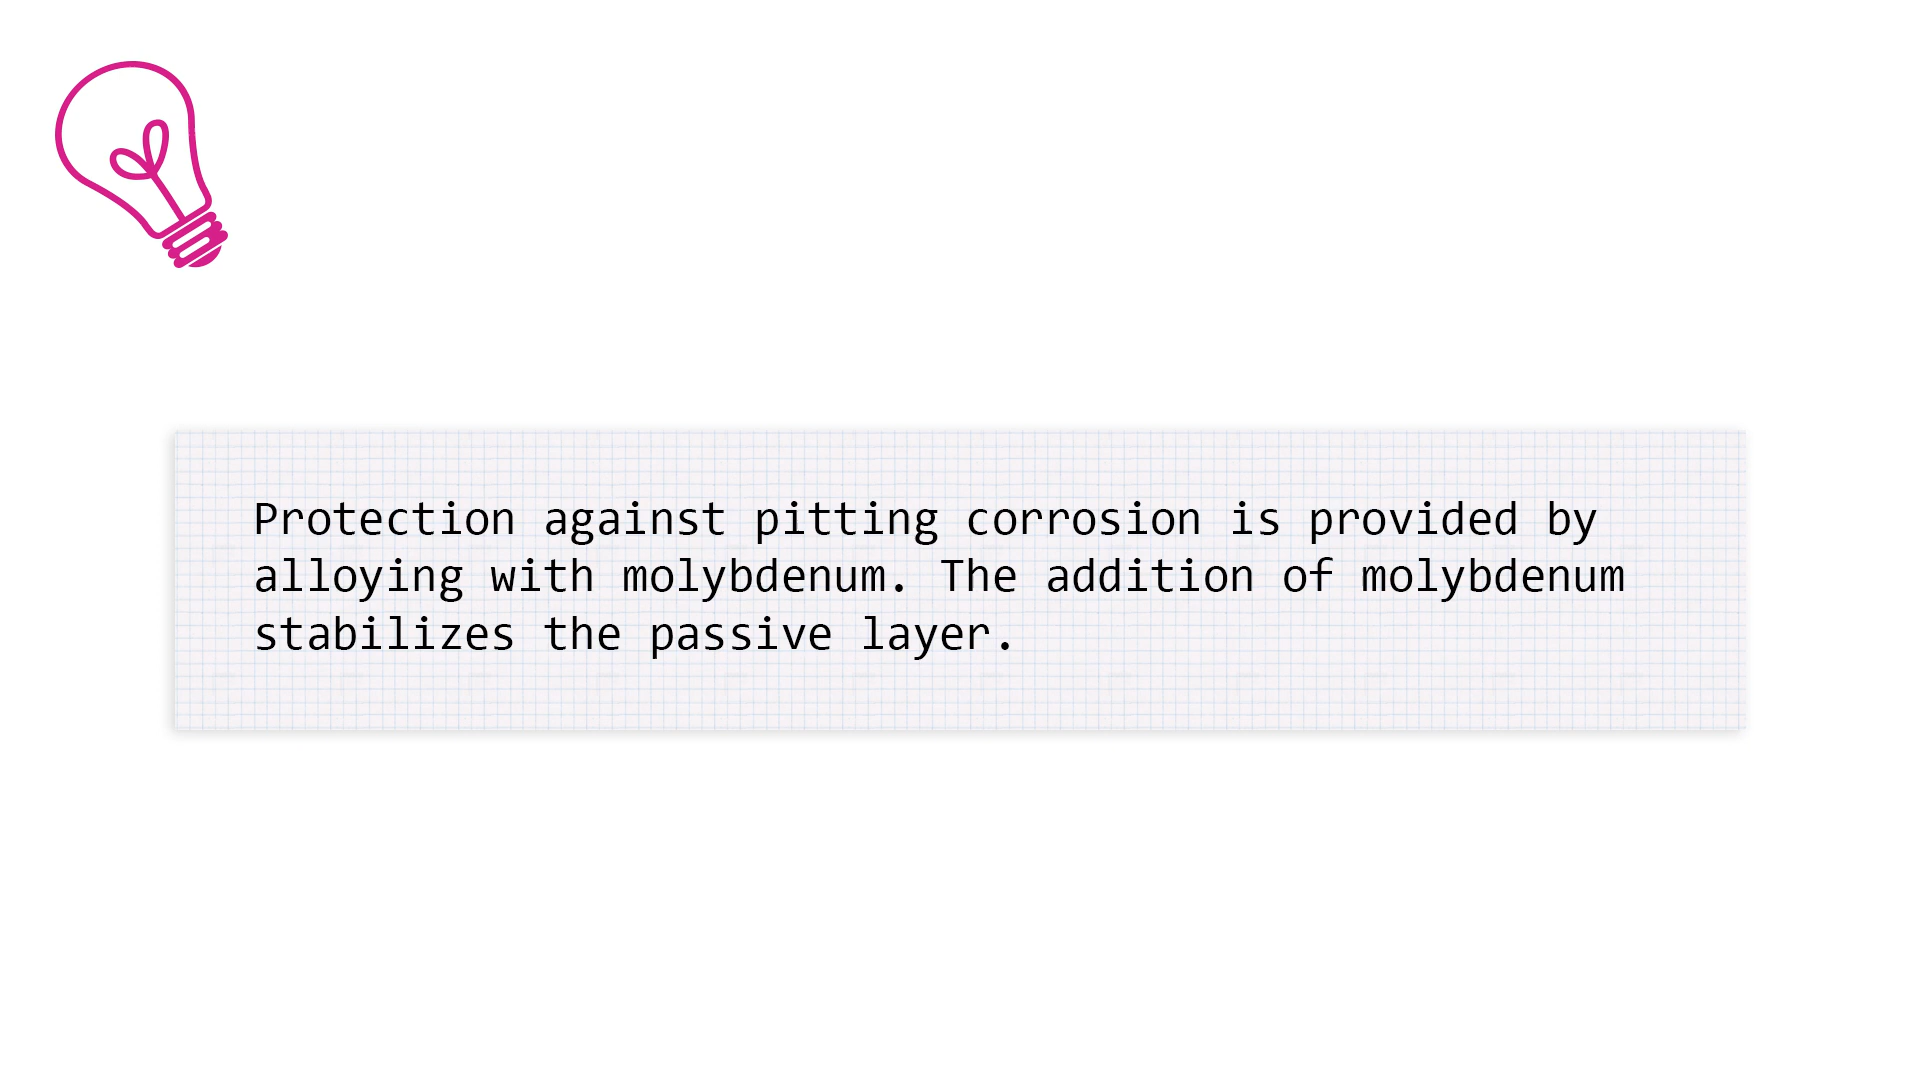 Protection against pitting corrosion is provided by
alloying with molybdenum. The addition of molybdenum
stabilizes the passive layer.